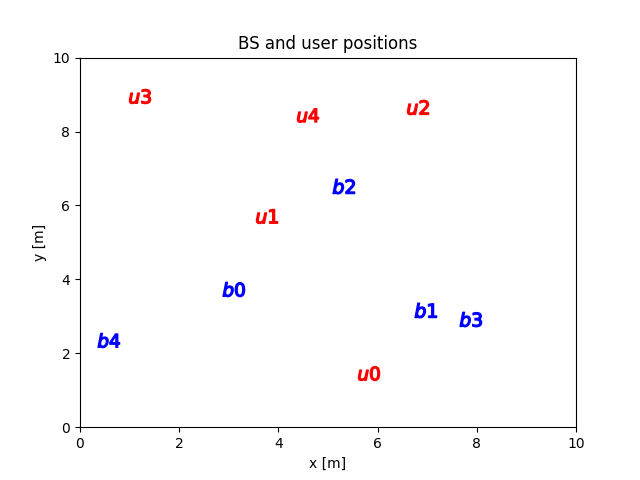 BS and user positions
10
8
6
4
2
0
y [m]
u3
u4
u2
b2
u1
b0
b1
b3
b4
u0
0 2 4 6 8 10
x [m]